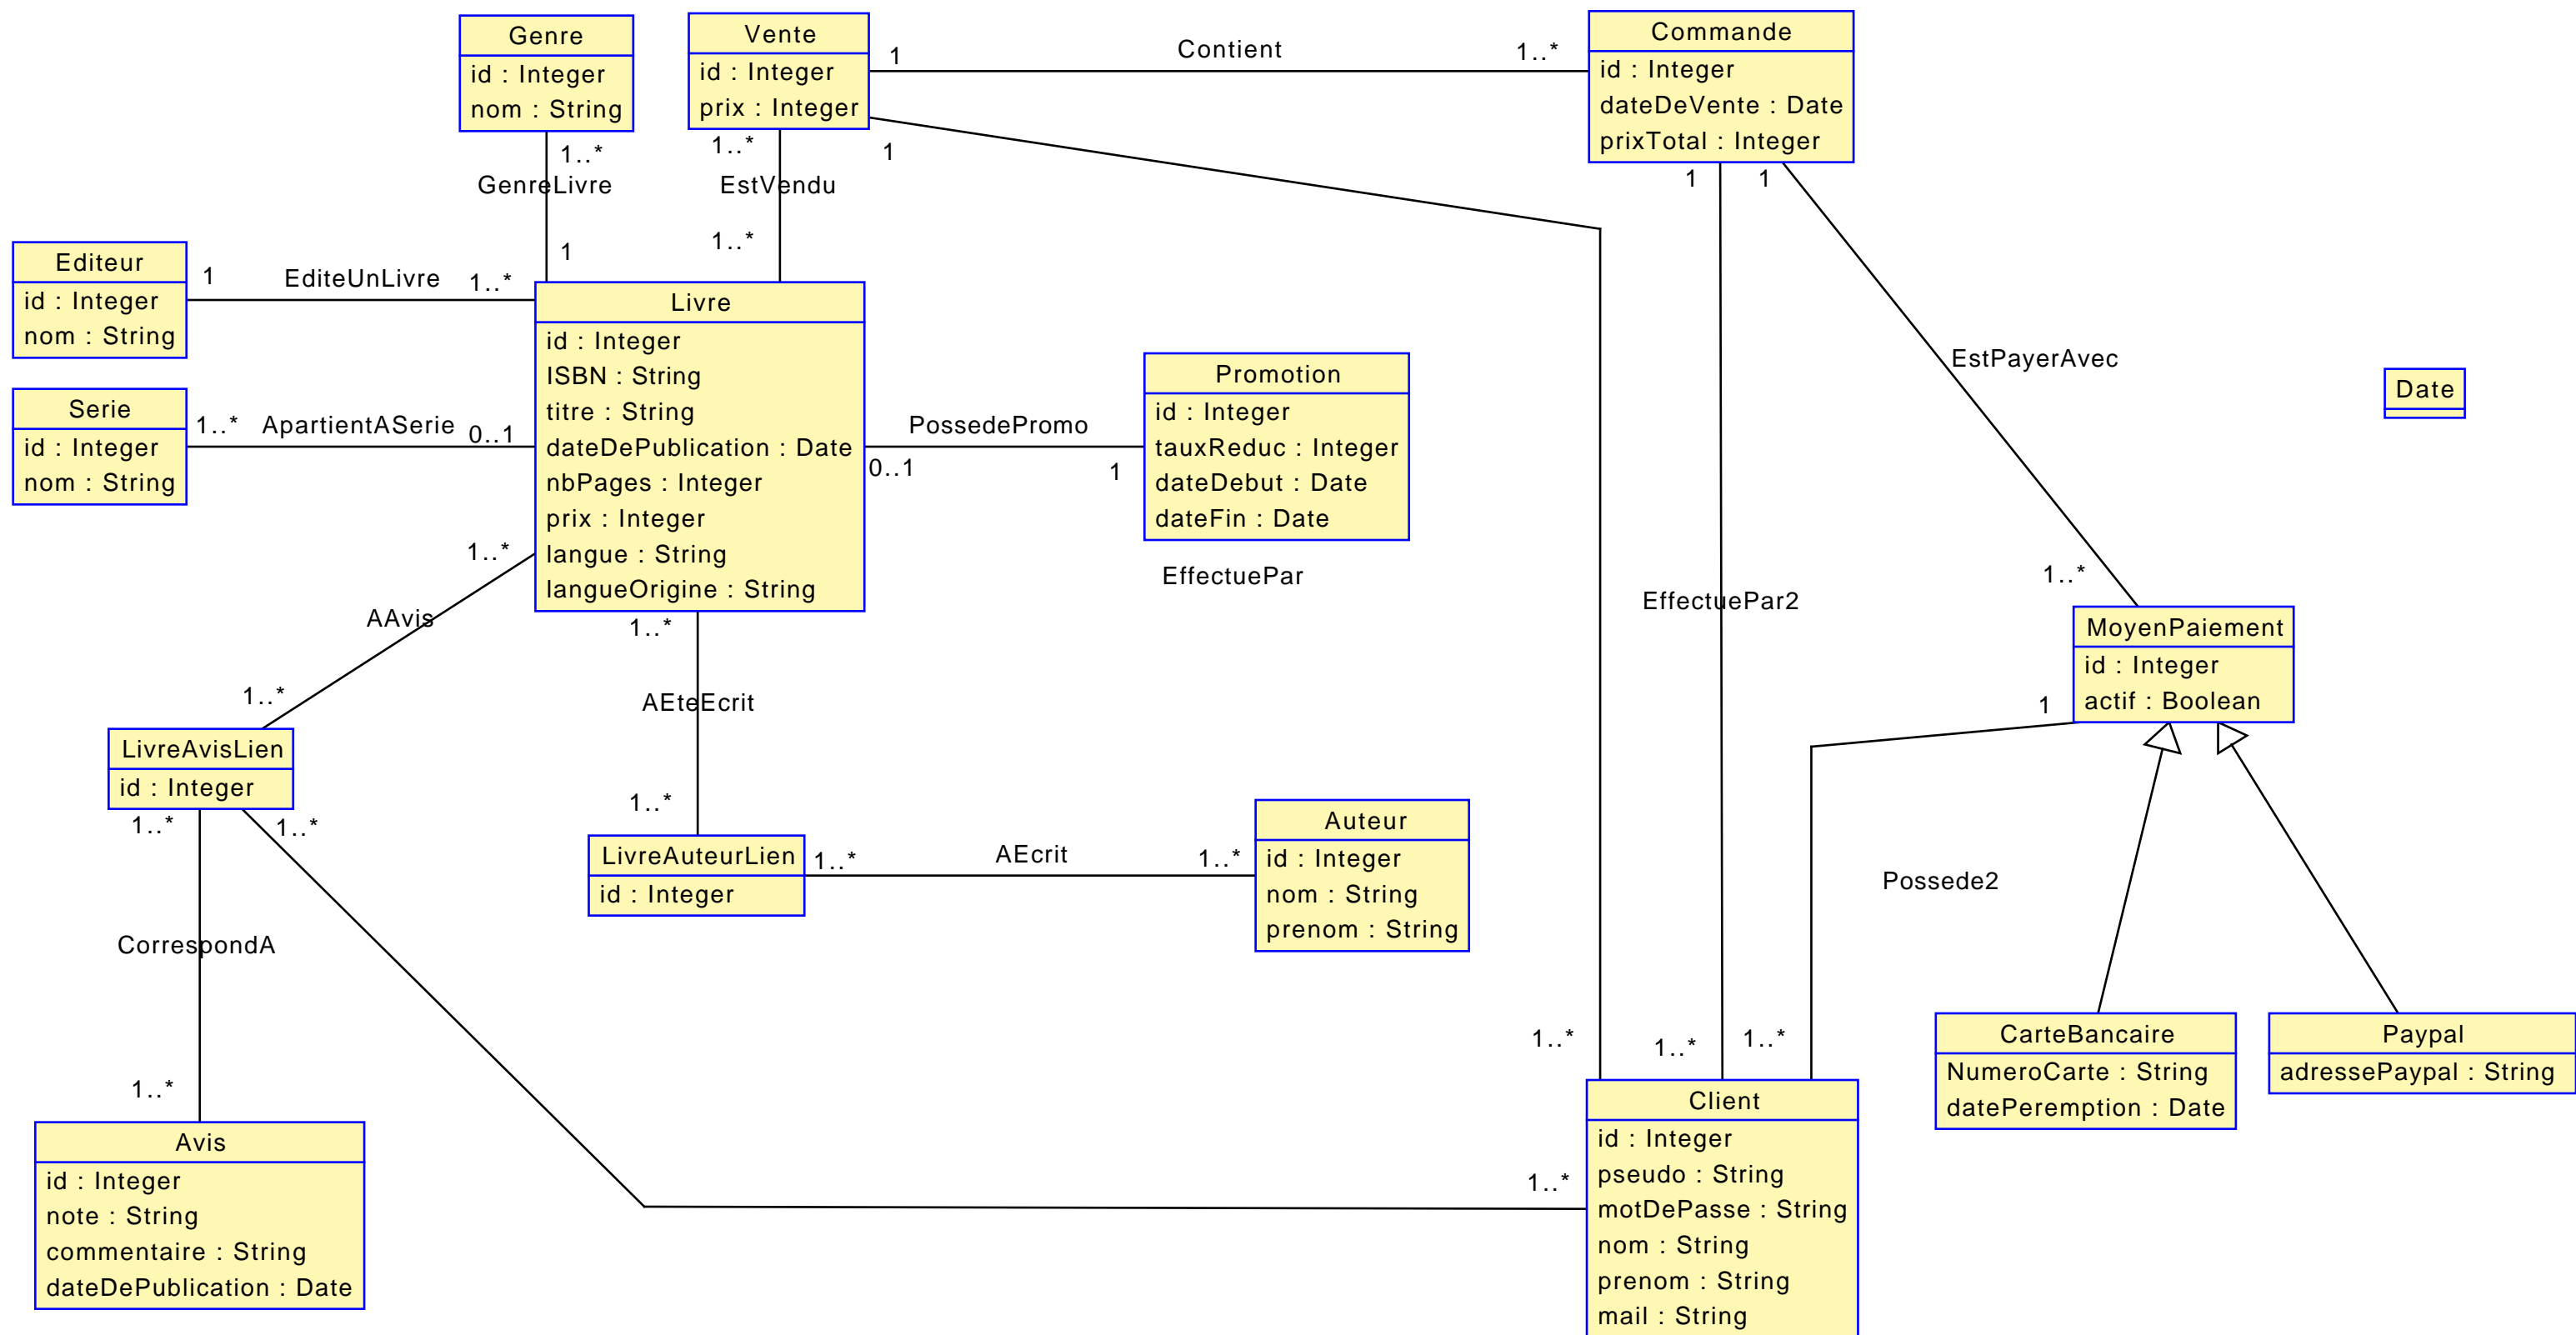 Genre
id : Integer
nom : String
Vente
id : Integer
prix : Integer
1
Contient
1..*
Commande
id : Integer
dateDeVente : Date
prixTotal : Integer
1..*
GenreLivre
1
1..*
EstVendu
1..*
1
1
1
Editeur
id : Integer
nom : String
1
EditeUnLivre
1..*
Serie
id : Integer
nom : String
1..*
ApartientASerie
0..1
Livre
id : Integer
ISBN : String
titre : String
dateDePublication : Date
nbPages : Integer
prix : Integer
langue : String
langueOrigine : String
PossedePromo
0..1
1
Promotion
id : Integer
tauxReduc : Integer
dateDebut : Date
dateFin : Date
EffectuePar
EffectuePar2
EstPayerAvec
Date
1..*
MoyenPaiement
id : Integer
actif : Boolean
1
1..*
AAvis
1..*
1..*
AEteEcrit
1..*
LivreAvisLien
id : Integer
1..*
1..*
LivreAuteurLien
id : Integer
1..*
AEcrit
1..*
Auteur
id : Integer
nom : String
prenom : String
Possede2
CorrespondA
1..*
1..*
1..*
1..*
1..*
CarteBancaire
NumeroCarte : String
datePeremption : Date
Paypal
adressePaypal : String
Avis
id : Integer
note : String
commentaire : String
dateDePublication : Date
Client
id : Integer
pseudo : String
motDePasse : String
nom : String
prenom : String
mail : String